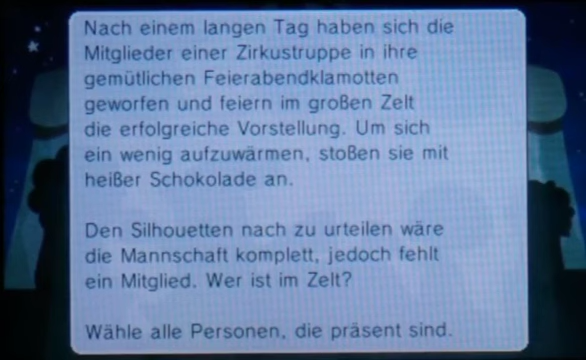 Nach einem langen Tag haben sich die
Mitglieder einer Zirkustruppe in ihre
gemütlichen Feierabendklamotten
geworfen und feiern im großen Zelt
die erfolgreiche Vorstellung. Um sich
ein wenig aufzuwärmen, stoßen sie mit
heißer Schokolade an.
Den Silhouetten nach zu urteilen wäre
die Mannschaft komplett, jedoch fehlt
ein Mitglied. Wer ist im Zelt?
Wähle alle Personen, die präsent sind.